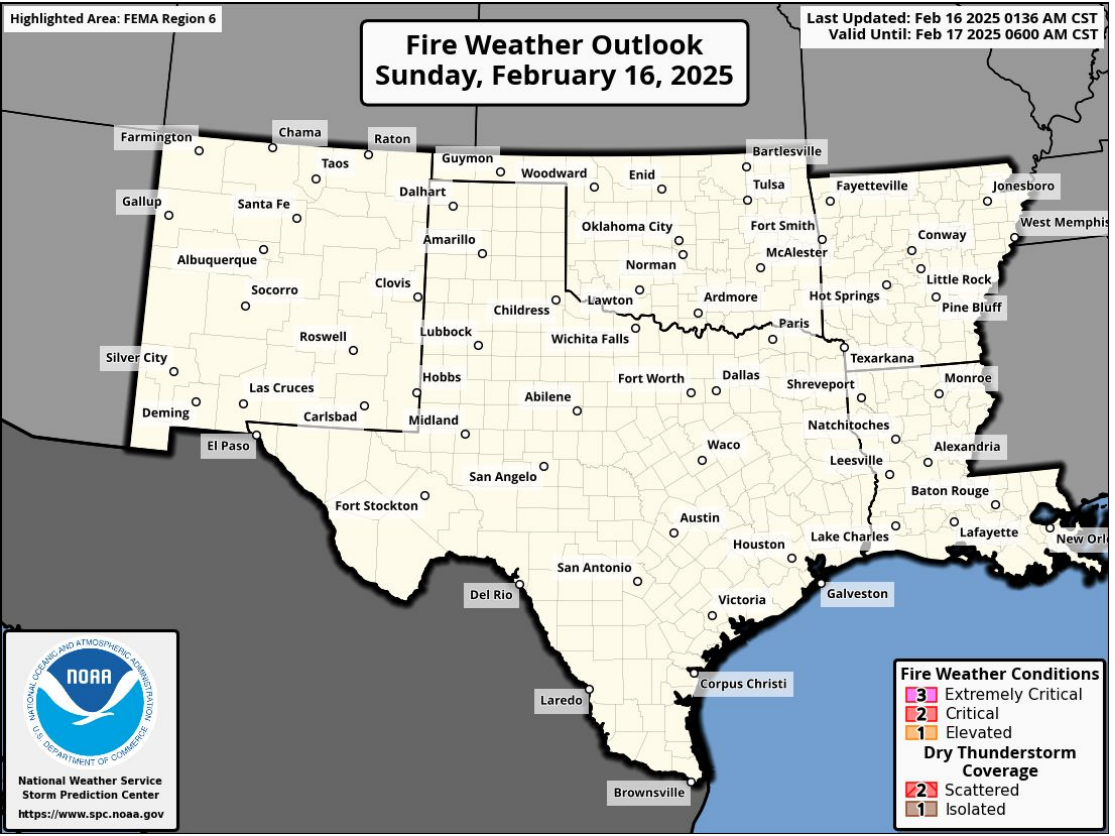 Highlighted Area: FEMA Region 6
Last Updated: Feb 16 2025 0136 AM CST
Valid Until: Feb 17 2025 0600 AM CST
Fire Weather Outlook
Sunday, February 16, 2025
Farmington
Chama
Raton
Taos
Guymon
Woodward
Enid
Bartlesville
Tulsa
Fayetteville
Jonesboro
Gallup
Santa Fe
Dalhart
Oklahoma City
Fort Smith
West Memphis
Albuquerque
Amarillo
Norman
McAlester
Conway
Socorro
Clovis
Childress
Lawton
Ardmore
Hot Springs
Little Rock
Pine Bluff
Roswell
Lubbock
Wichita Falls
Paris
Texarkana
Silver City
Las Cruces
Hobbs
Abilene
Fort Worth
Dallas
Shreveport
Monroe
Deming
Carlsbad
Midland
Natchitoches
El Paso
San Angelo
Waco
Leesville
Alexandria
Fort Stockton
Austin
Baton Rouge
Houston
Lake Charles
Lafayette
New Orl
San Antonio
Del Rio
Victoria
Galveston
Laredo
Corpus Christi
Brownsville
NATIONAL OCEANIC AND ATMOSPHERIC ADMINISTRATION
NOAA
U.S. DEPARTMENT OF COMMERCE
National Weather Service
Storm Prediction Center
https://www.spc.noaa.gov
Fire Weather Conditions
3 Extremely Critical
2 Critical
1 Elevated
Dry Thunderstorm
Coverage
2 Scattered
1 Isolated